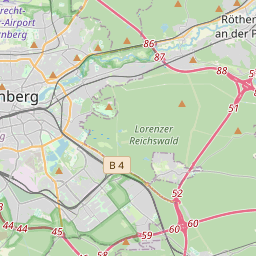 recht-
-Airport
rnberg
Röthen
an der P
86
87
88
51
nberg
Lorenzer
Reichswald
B 4
52
44
45
60
60
59